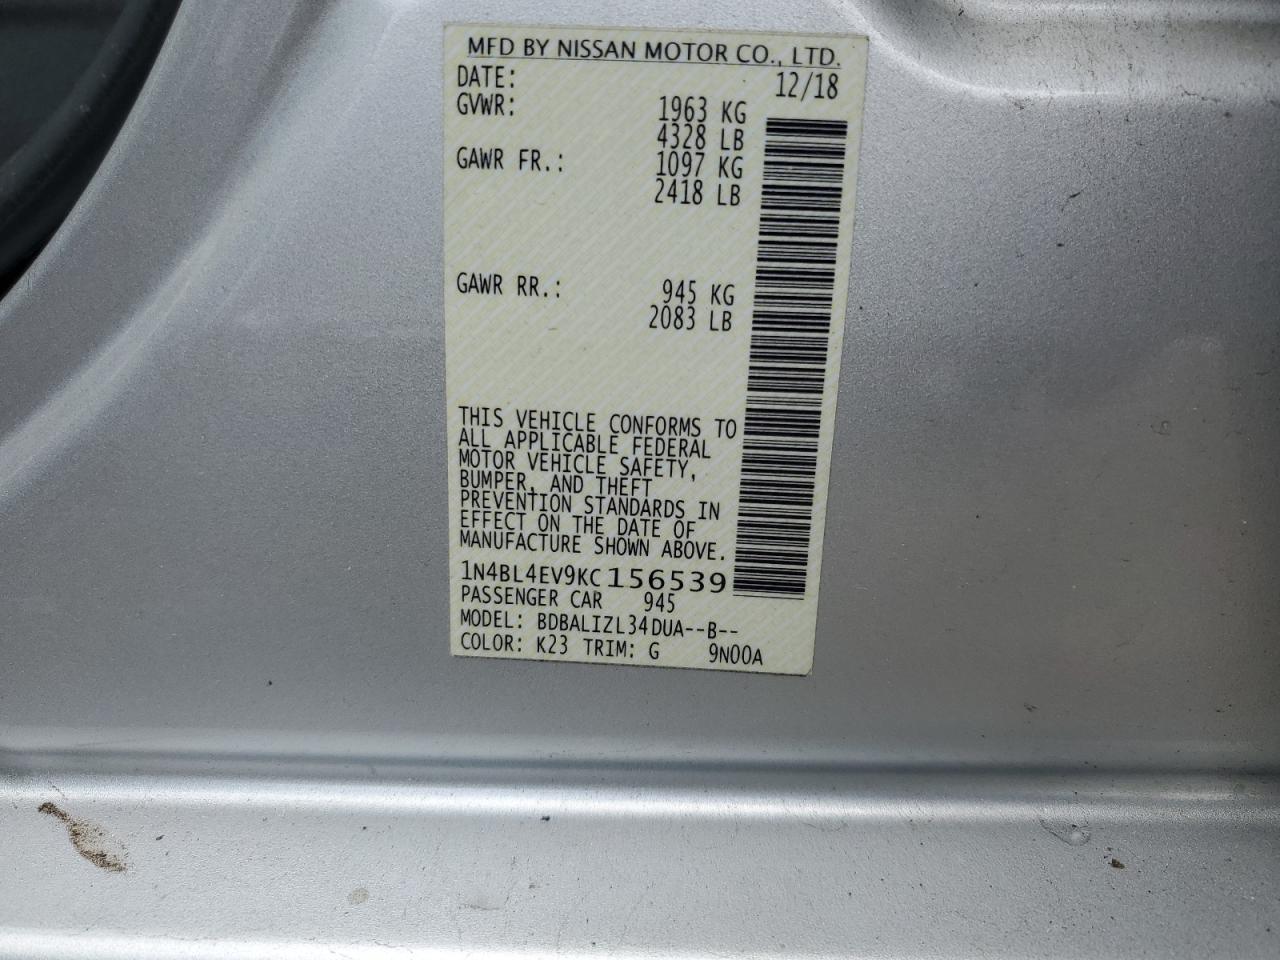 MFD BY NISSAN MOTOR CO., LTD.
DATE: 12/18
GVWR: 1963 KG
4328 LB
GAWR FR.: 1097 KG
2418 LB
GAWR RR.: 945 KG
2083 LB
THIS VEHICLE CONFORMS TO
ALL APPLICABLE FEDERAL
MOTOR VEHICLE SAFETY,
BUMPER, AND THEFT
PREVENTION STANDARDS IN
EFFECT ON THE DATE OF
MANUFACTURE SHOWN ABOVE.
1N4BL4EV9KC156539
PASSENGER CAR 945
MODEL: BDBALIZL34DUA--B--
COLOR: K23 TRIM: G 9N00A